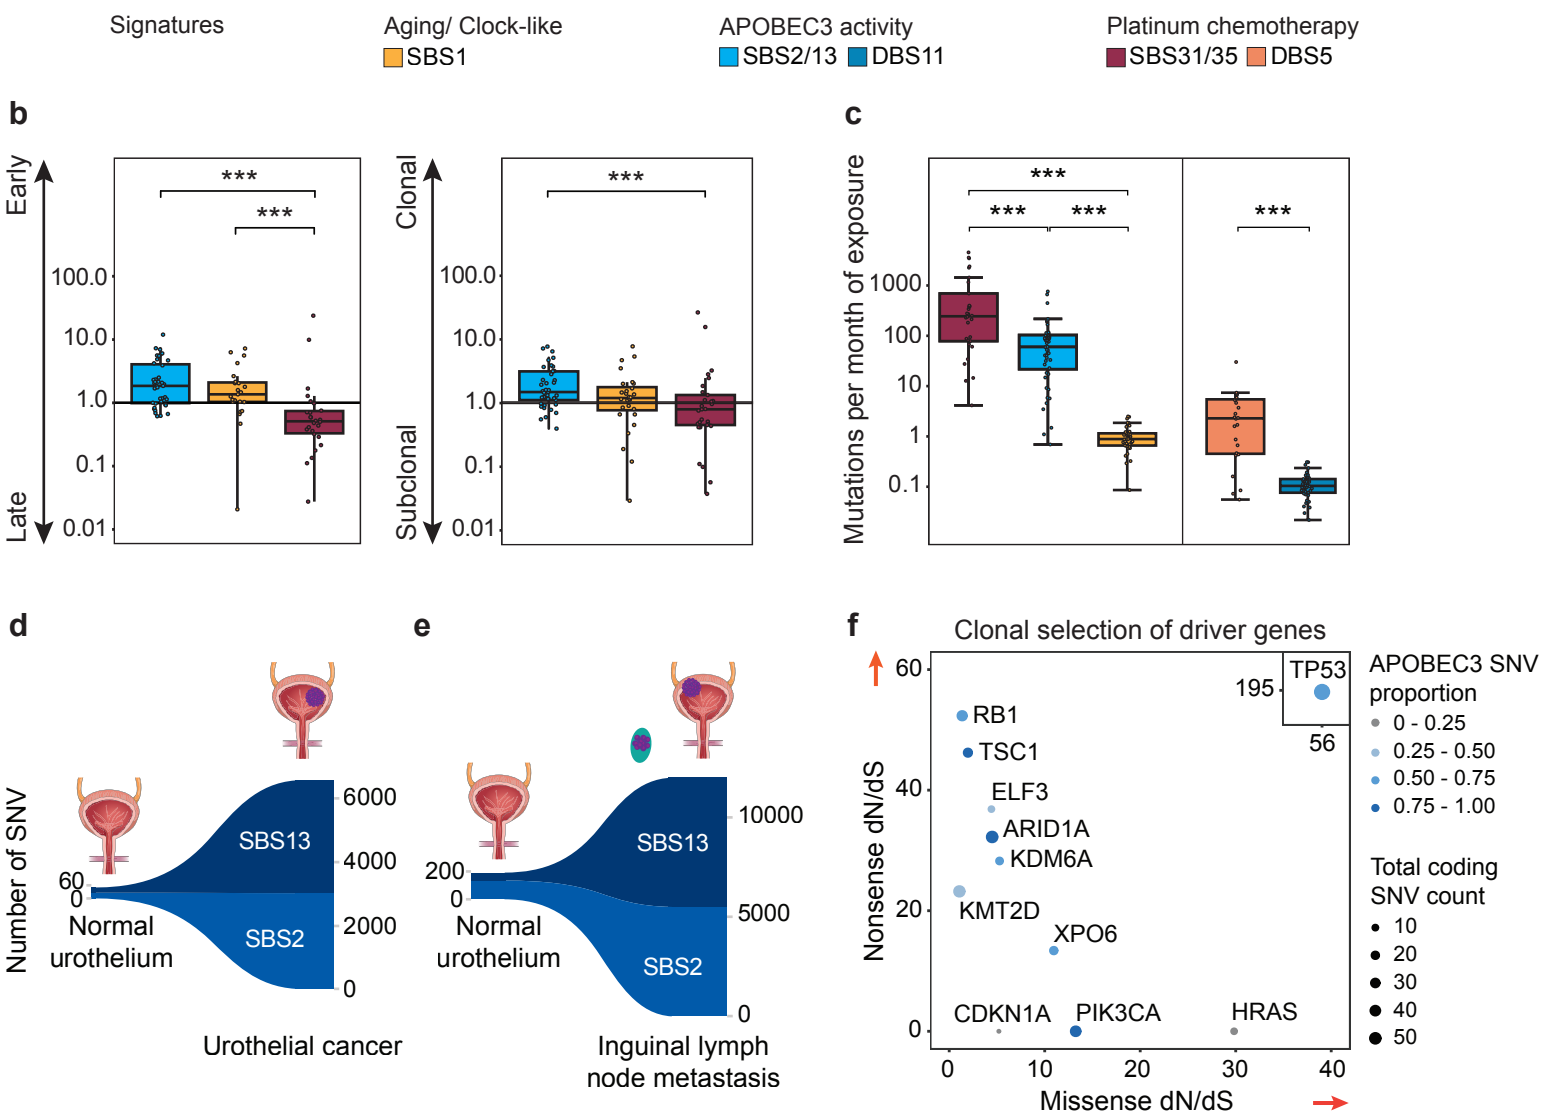 Signatures
Aging/ Clock-like
SBS1
APOBEC3 activity
SBS2/13 DBS11
Platinum chemotherapy
SBS31/35 DBS5
b
Early
Late
***
***
100.0
10.0
1.0
0.1
0.01
Clonal
Subclonal
***
100.0
10.0
1.0
0.1
0.01
c
Mutations per month of exposure
***
*** ***
***
1000
100
10
1
0.1
d
Number of SNV
60
0
Normal
urothelium
SBS13
SBS2
6000
4000
2000
0
Urothelial cancer
e
200
0
Normal
urothelium
SBS13
SBS2
10000
5000
0
Inguinal lymph
node metastasis
f
Clonal selection of driver genes
Nonsense dN/dS
60
40
20
0
TP53
195
56
RB1
TSC1
ELF3
ARID1A
KDM6A
KMT2D
XPO6
CDKN1A PIK3CA HRAS
0 10 20 30 40
Missense dN/dS
APOBEC3 SNV
proportion
0 - 0.25
0.25 - 0.50
0.50 - 0.75
0.75 - 1.00
Total coding
SNV count
10
20
30
40
50